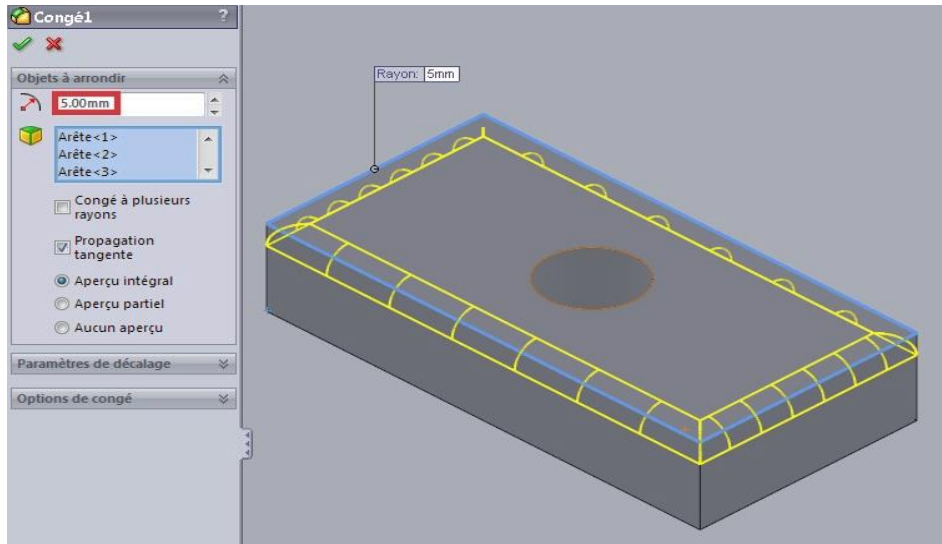 Congé1 ?
Objets à arrondir
5.00mm
Arête<1>
Arête<2>
Arête<3>
Congé à plusieurs
rayons
Propagation
tangente
Aperçu intégral
Aperçu partiel
Aucun aperçu
Paramètres de décalage
Options de congé
Rayon: 5mm